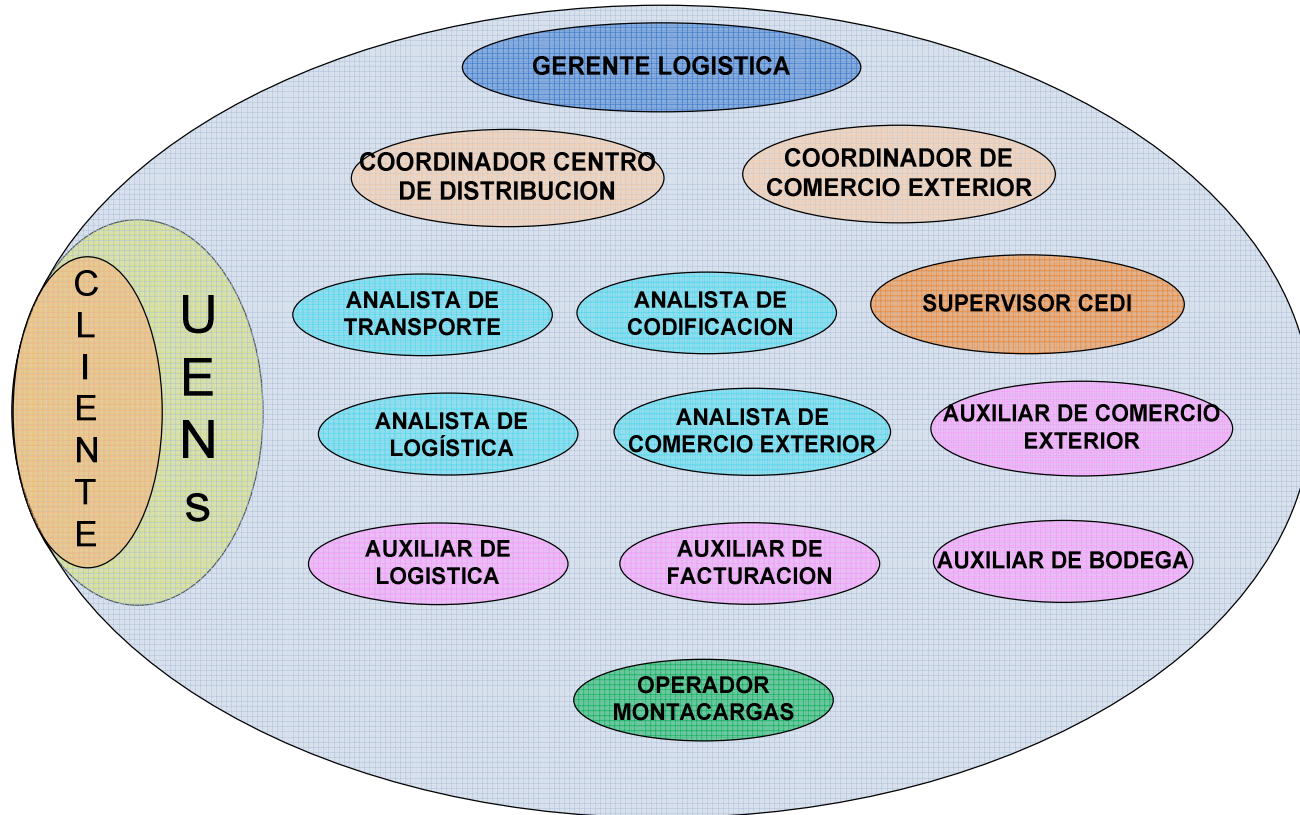 GERENTE LOGISTICA
COORDINADOR CENTRO
DE DISTRIBUCION
COORDINADOR DE
COMERCIO EXTERIOR
CLIENTE
UENs
ANALISTA DE
TRANSPORTE
ANALISTA DE
CODIFICACION
SUPERVISOR CEDI
ANALISTA DE
LOGÍSTICA
ANALISTA DE
COMERCIO EXTERIOR
AUXILIAR DE COMERCIO
EXTERIOR
AUXILIAR DE
LOGISTICA
AUXILIAR DE
FACTURACION
AUXILIAR DE BODEGA
OPERADOR
MONTACARGAS